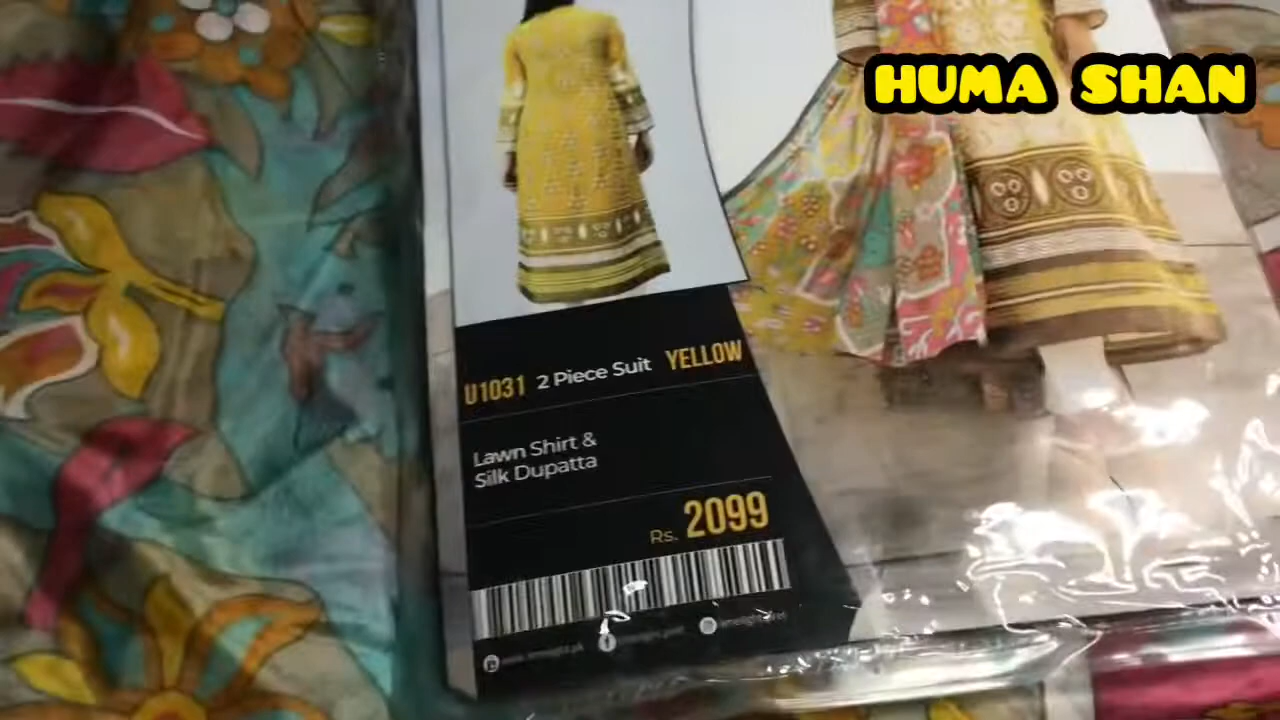 HUMA SHAN
U1031 2 Piece Suit YELLOW
Lawn Shirt &
Silk Dupatta
Rs. 2099